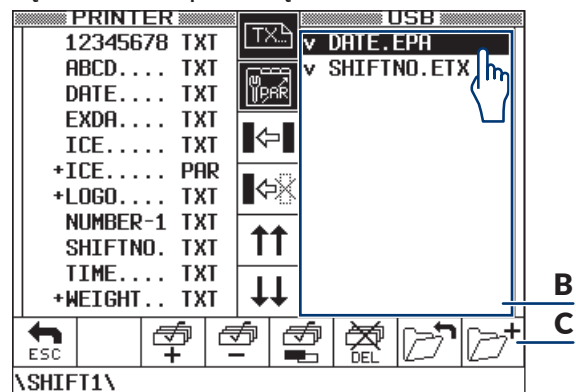 PRINTER
12345678 TXT
ABCD.... TXT
DATE.... TXT
EXDA.... TXT
ICE..... TXT
+ICE..... PAR
+LOGO.... TXT
NUMBER-1 TXT
SHIFTNO. TXT
TIME.... TXT
+WEIGHT.. TXT
TX
PAR
USB
v DATE.EPA
v SHIFTNO.ETX
B
C
ESC
+
-
DEL
+
\SHIFT1\